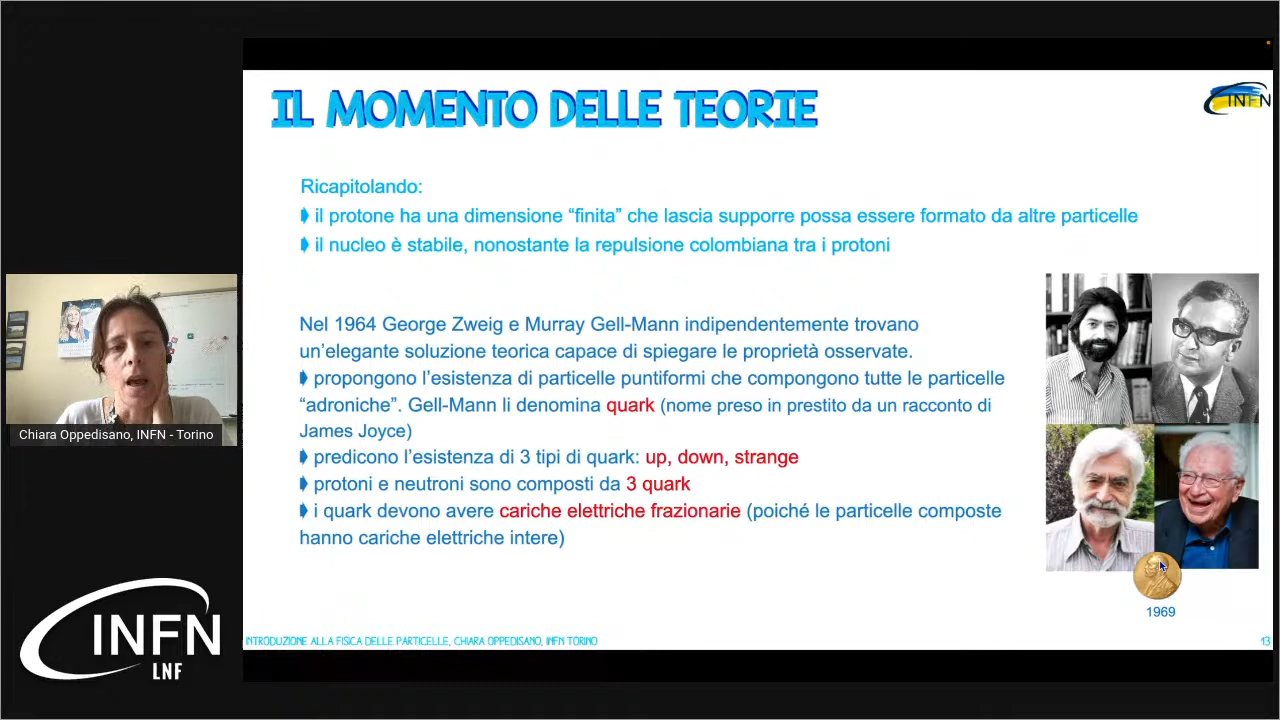 IL MOMENTO DELLE TEORIE
INFN
Ricapitolando:
il protone ha una dimensione “finita” che lascia supporre possa essere formato da altre particelle
il nucleo è stabile, nonostante la repulsione colombiana tra i protoni
Nel 1964 George Zweig e Murray Gell-Mann indipendentemente trovano
un’elegante soluzione teorica capace di spiegare le proprietà osservate.
propongono l’esistenza di particelle puntiformi che compongono tutte le particelle
“adroniche”. Gell-Mann li denomina quark (nome preso in prestito da un racconto di
James Joyce)
predicono l’esistenza di 3 tipi di quark: up, down, strange
protoni e neutroni sono composti da 3 quark
i quark devono avere cariche elettriche frazionarie (poiché le particelle composte
hanno cariche elettriche intere)
1969
INTRODUZIONE ALLA FISICA DELLE PARTICELLE, CHIARA OPPEDISANO, INFN TORINO
13
Chiara Oppedisano, INFN - Torino
INFN
LNF